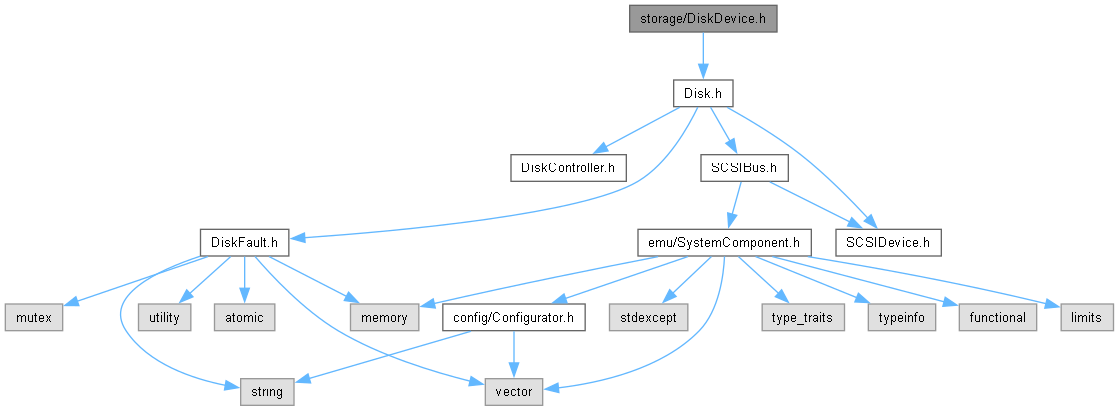 storage/DiskDevice.h
Disk.h
DiskController.h
SCSIBus.h
DiskFault.h
emu/SystemComponent.h
SCSIDevice.h
mutex
utility
atomic
memory
config/Configurator.h
stdexcept
type_traits
typeinfo
functional
limits
string
vector